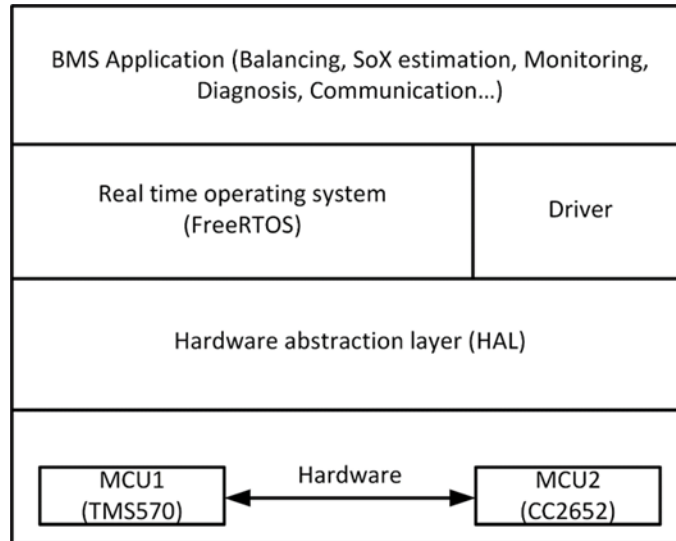 BMS Application (Balancing, SoX estimation, Monitoring,
Diagnosis, Communication...)
Real time operating system
(FreeRTOS)
Driver
Hardware abstraction layer (HAL)
MCU1
(TMS570)
Hardware
MCU2
(CC2652)